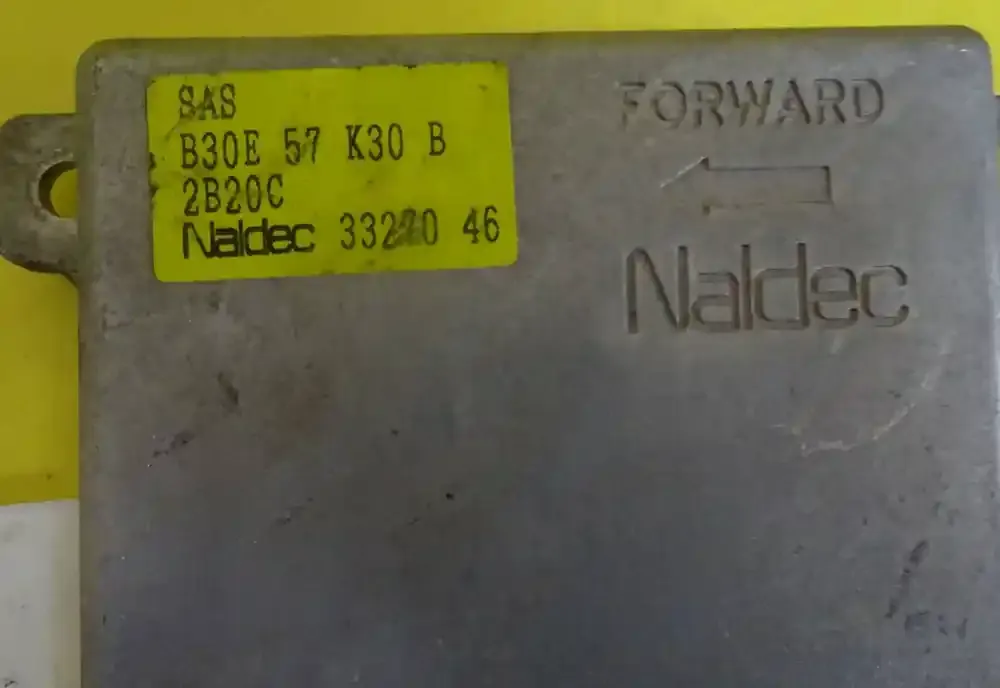 SAS
B30E 57 K30 B
2B20C
Naldec 46
FORWARD
Naldec